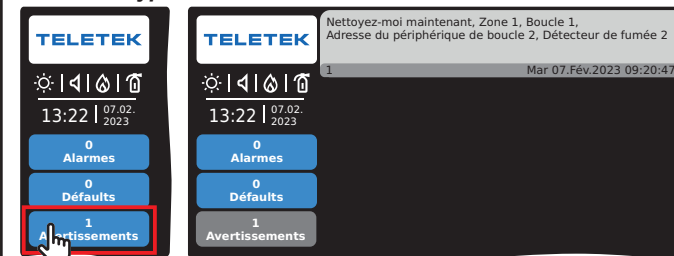 TELETEK
13:22
07.02.
2023
0
Alarmes
0
Défaults
1
Avertissements
TELETEK
13:22
07.02.
2023
0
Alarmes
0
Défaults
1
Avertissements
Nettoyez-moi maintenant, Zone 1, Boucle 1,
Adresse du périphérique de boucle 2, Détecteur de fumée 2
1 Mar 07.Fév.2023 09:20:47